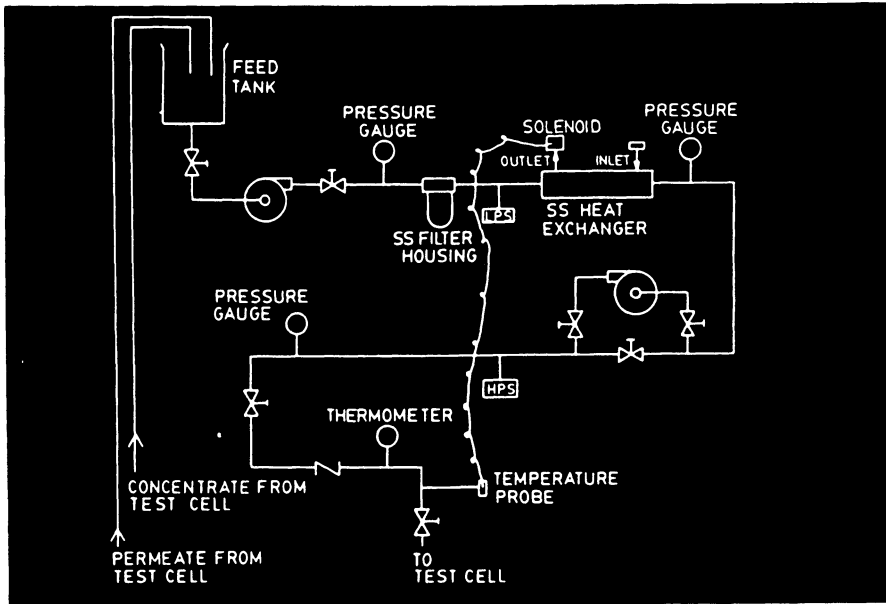 FEED
TANK
PRESSURE
GAUGE
SOLENOID
PRESSURE
GAUGE
OUTLET
INLET
LPS
SS FILTER
HOUSING
SS HEAT
EXCHANGER
PRESSURE
GAUGE
HPS
THERMOMETER
CONCENTRATE FROM
TEST CELL
TEMPERATURE
PROBE
PERMEATE FROM
TEST CELL
TO
TEST CELL